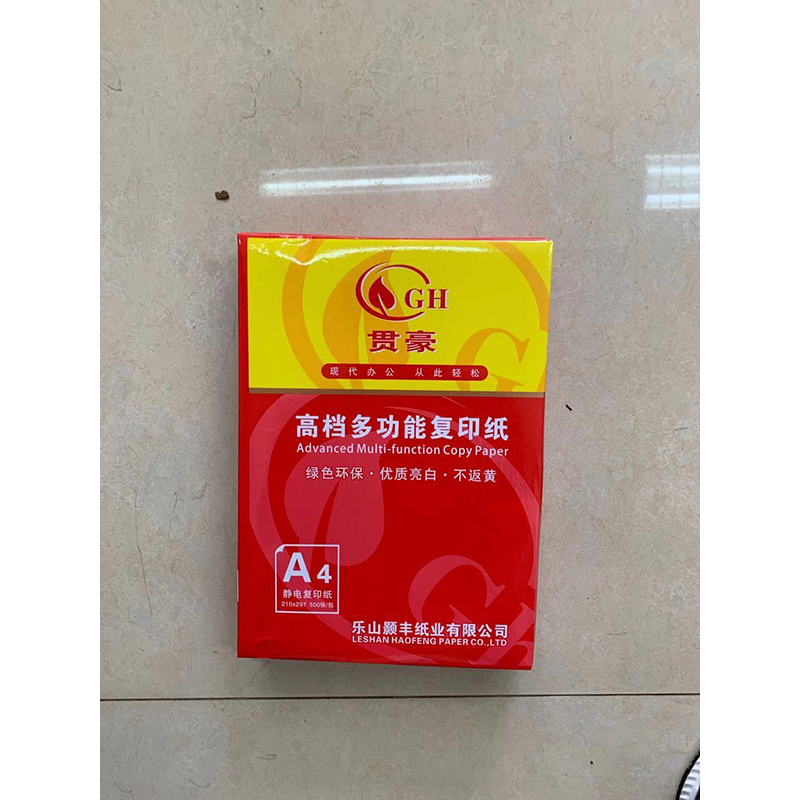 GH
贯豪
现代办公 从此轻松
高档多功能复印纸
Advanced Multi-function Copy Paper
绿色环保·优质亮白·不返黄
A4
静电复印纸
210x297 500张/包
乐山颢丰纸业有限公司
LESHAN HAOFENG PAPER CO.,LTD